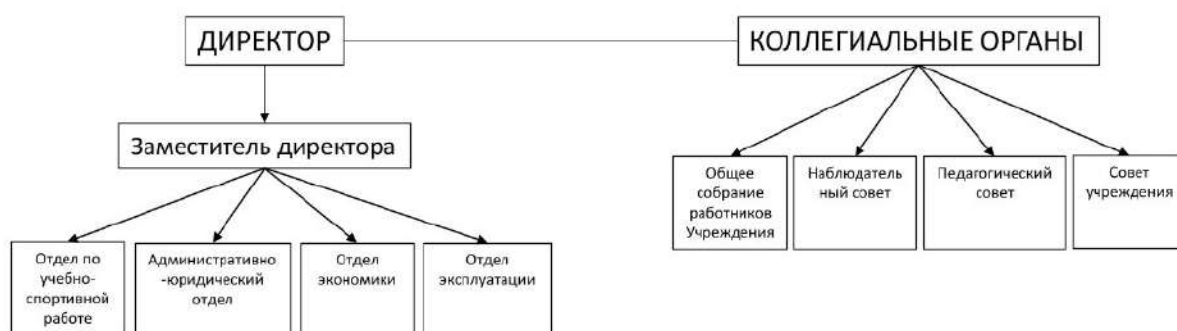 ДИРЕКТОР
КОЛЛЕГИАЛЬНЫЕ ОРГАНЫ
Заместитель директора
Общее
собрание
работников
Учреждения
Наблюдатель
ный совет
Педагогический
совет
Совет
учреждения
Отдел по
учебно-
спортивной
работе
Административно
-юридический
отдел
Отдел
экономики
Отдел
эксплуатации